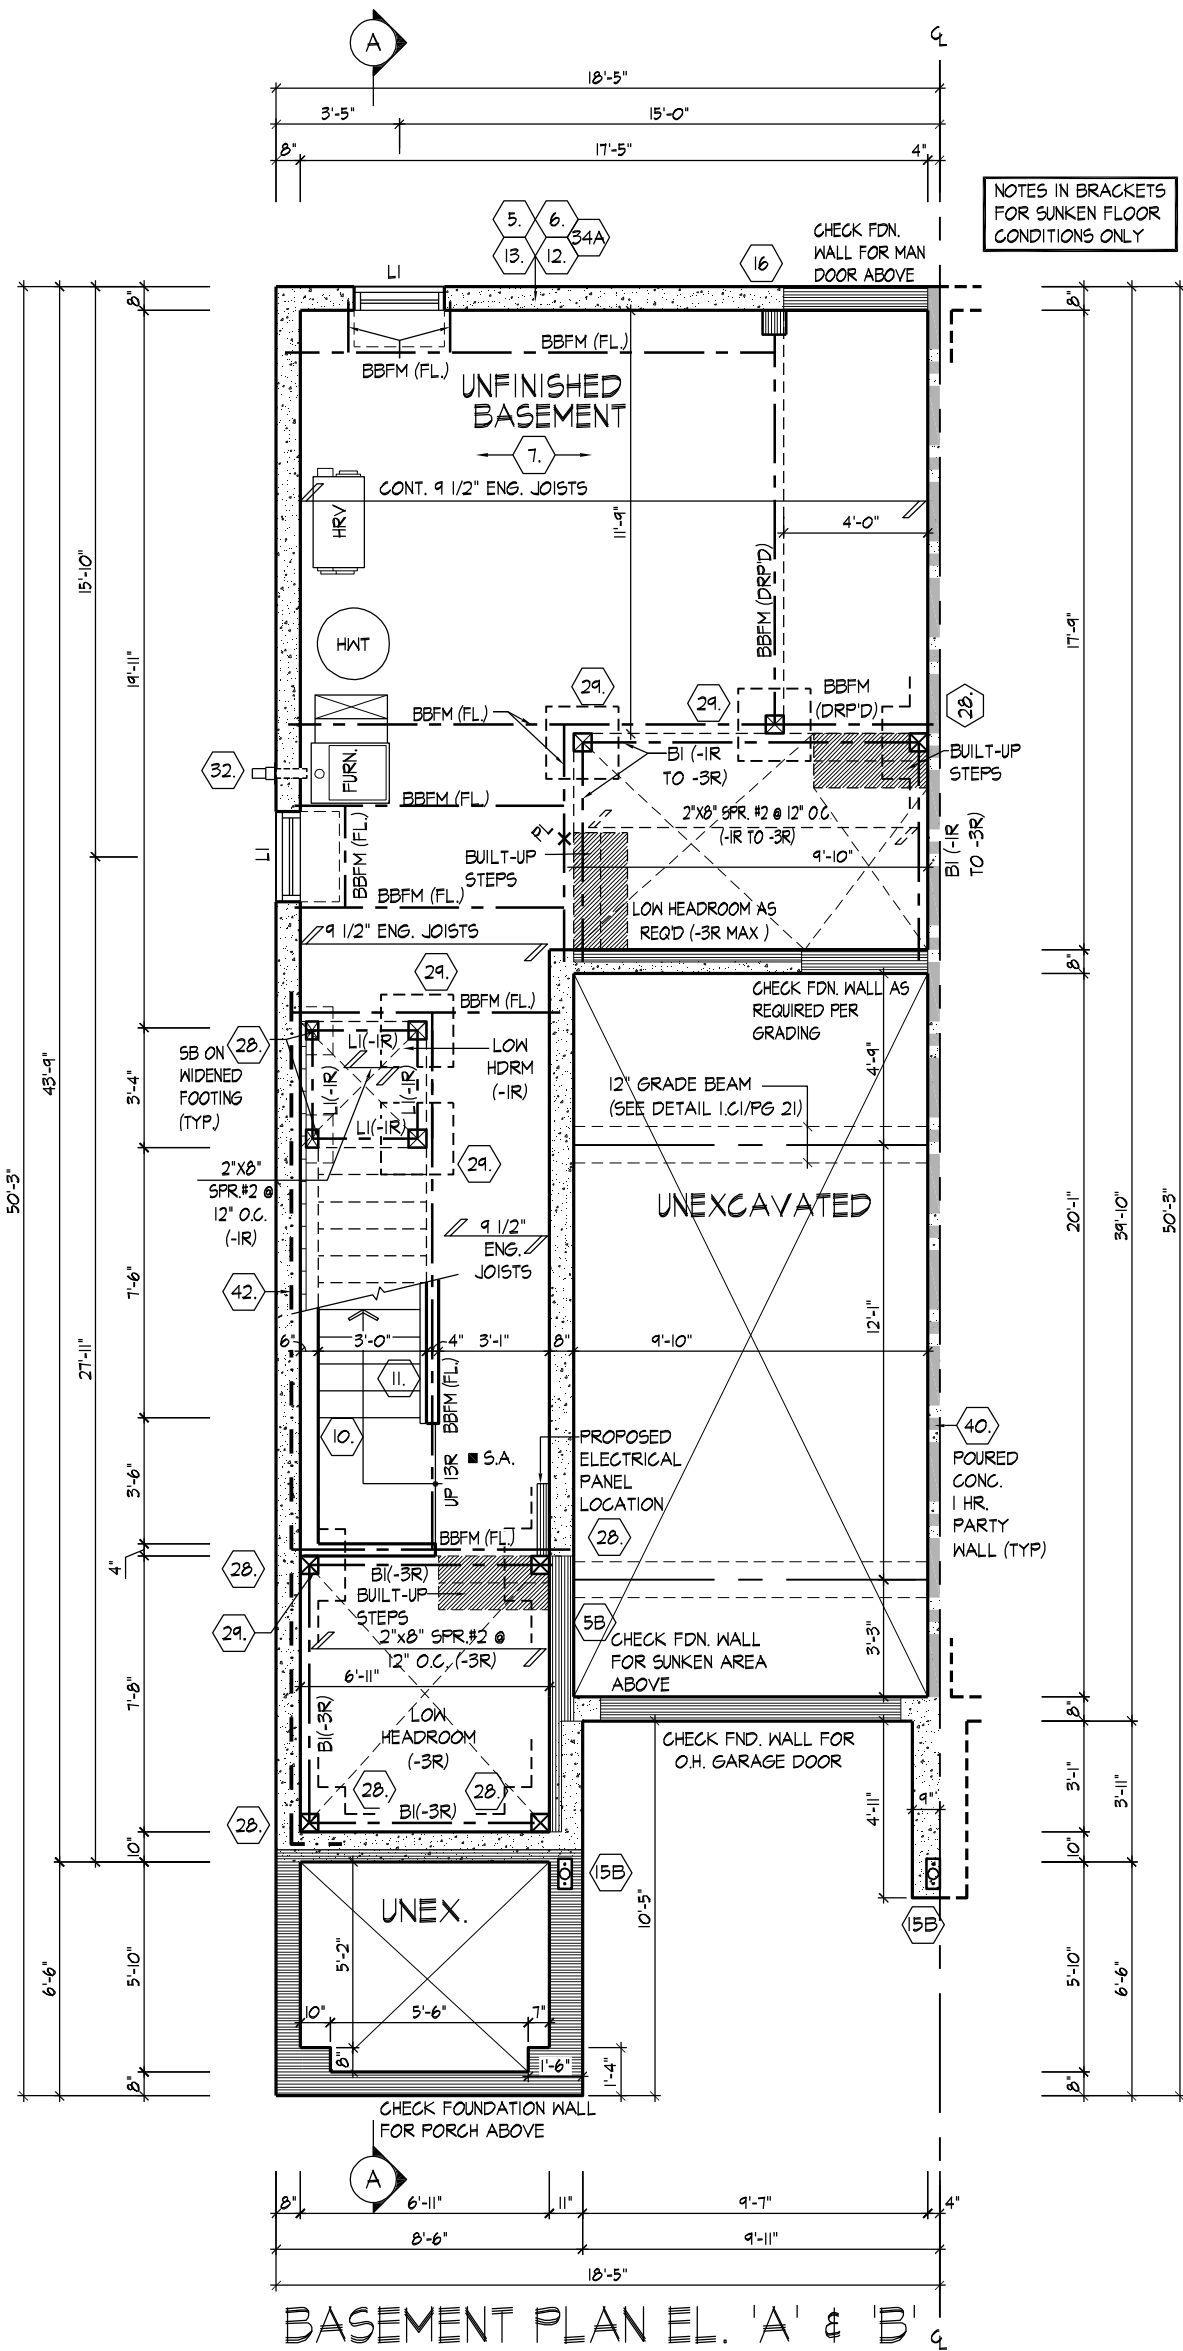 A
℄
18'-5"
3'-5"
15'-0"
8"
17'-5"
4"
NOTES IN BRACKETS
FOR SUNKEN FLOOR
CONDITIONS ONLY
5.
6.
34A
13.
12.
16
CHECK FDN.
WALL FOR MAN
DOOR ABOVE
L1
8"
8"
BBFM (FL.)
BBFM (FL.)
UNFINISHED
BASEMENT
7.
CONT. 9 1/2" ENG. JOISTS
HRV
11'-9"
4'-0"
15'-10"
19'-11"
17'-9"
BBFM (DRP'D)
HWT
29.
29.
BBFM
(DRP'D)
28.
BBFM (FL.)
B1 (-1R
TO -3R)
BUILT-UP
STEPS
32.
FURN.
BBFM (FL.)
2"X8" SPR. #2 @ 12" O.C
(-1R TO -3R)
PL
BUILT-UP
STEPS
9'-10"
B1 (-1R
TO -3R)
L1
BBFM (FL.)
BBFM (FL.)
LOW HEADROOM AS
REQ'D (-3R MAX )
9 1/2" ENG. JOISTS
8"
29.
BBFM (FL.)
CHECK FDN. WALL AS
REQUIRED PER
GRADING
4'-9"
SB ON
WIDENED
FOOTING
(TYP.)
28.
L1(-1R)
L1(-1R)
L1(-1R)
L1(-1R)
LOW
HDRM
(-1R)
12" GRADE BEAM
(SEE DETAIL 1.C1/PG 21)
43'-9"
3'-4"
50'-3"
29.
2"X8"
SPR.#2 @
12" O.C.
(-1R)
UNEXCAVATED
20'-1"
39'-10"
50'-3"
9 1/2"
ENG.
JOISTS
42.
7'-6"
12'-1"
27'-11"
6"
3'-0"
4"
3'-1"
8"
9'-10"
11.
BBFM (FL.)
10.
40.
POURED
CONC.
1 HR.
PARTY
WALL (TYP)
PROPOSED
ELECTRICAL
PANEL
LOCATION
S.A.
UP 13R
3'-6"
BBFM (FL.)
28.
4"
28.
B1(-3R)
BUILT-UP
STEPS
29.
5B
2"x8" SPR.#2 @
12" O.C. (-3R)
CHECK FDN. WALL
FOR SUNKEN AREA
ABOVE
3'-3"
6'-11"
7'-8"
B1(-3R)
LOW
HEADROOM
(-3R)
8"
CHECK FND. WALL FOR
O.H. GARAGE DOOR
28.
28.
B1(-3R)
28.
3'-1"
3'-11"
4'-11"
9"
10"
10"
15B
UNEX.
15B
10'-5"
5'-2"
5'-10"
6'-6"
5'-10"
6'-6"
10"
5'-6"
7"
8"
1'-6"
1'-4"
8"
8"
CHECK FOUNDATION WALL
FOR PORCH ABOVE
A
8"
6'-11"
11"
9'-7"
4"
8'-6"
9'-11"
18'-5"
BASEMENT PLAN EL. 'A' & 'B'
℄